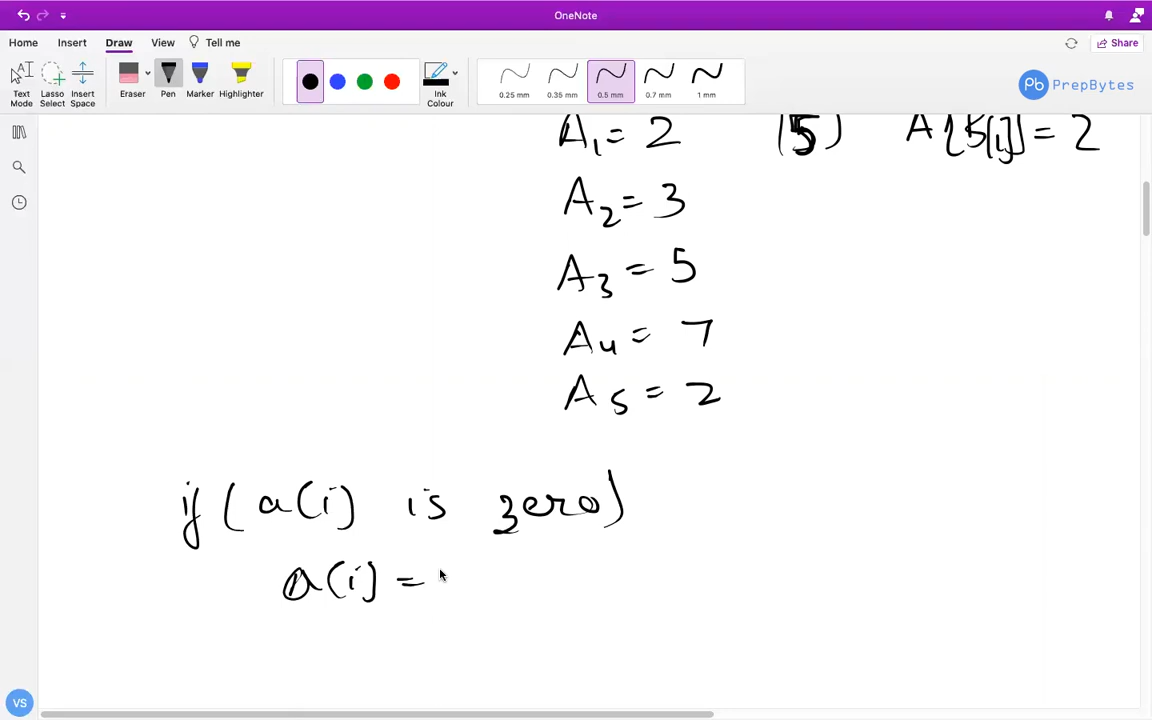 OneNote
Home Insert Draw View Tell me
Share
Text Mode
Lasso Select
Insert Space
Eraser
Pen
Marker
Highlighter
Ink Colour
0.25 mm
0.35 mm
0.5 mm
0.7 mm
1 mm
Pb PrepBytes
A1 = 2 (5) A[b[i]] = 2
A2 = 3
A3 = 5
A4 = 7
A5 = 2
if (a(i) is zero)
a(i) =
VS